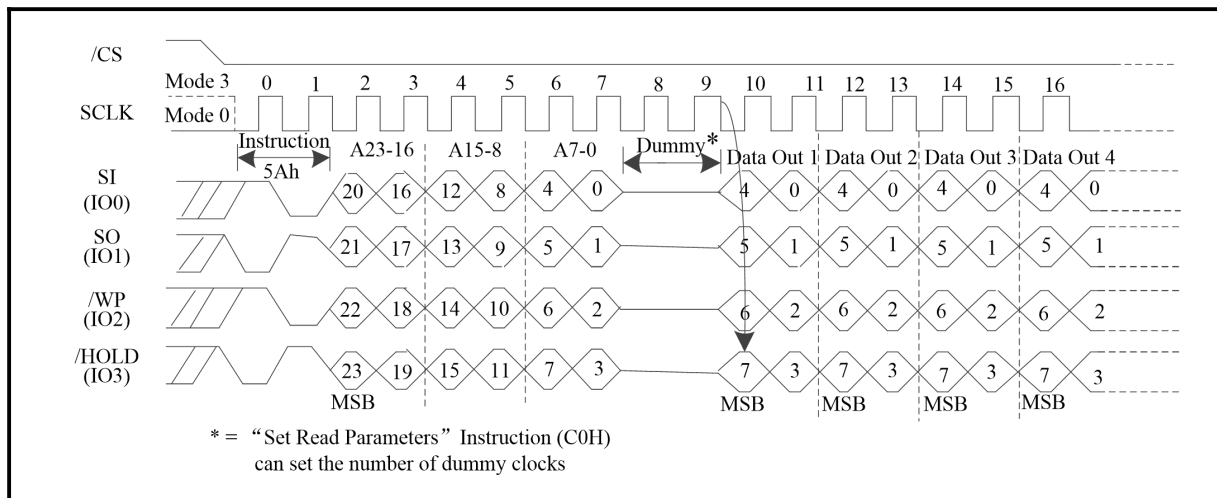 /CS
Mode 3 0 1 2 3 4 5 6 7 8 9 10 11 12 13 14 15 16
SCLK Mode 0
Instruction A23-16 A15-8 A7-0 Dummy* Data Out 1 Data Out 2 Data Out 3 Data Out 4
5Ah
SI
(IO0) 20 16 12 8 4 0 4 0 4 0 4 0 4 0
SO
(IO1) 21 17 13 9 5 1 5 1 5 1 5 1 5 1
/WP
(IO2) 22 18 14 10 6 2 6 2 6 2 6 2 6 2
/HOLD
(IO3) 23 19 15 11 7 3 7 3 7 3 7 3 7 3
MSB MSB MSB MSB MSB
* = “Set Read Parameters” Instruction (C0H)
can set the number of dummy clocks